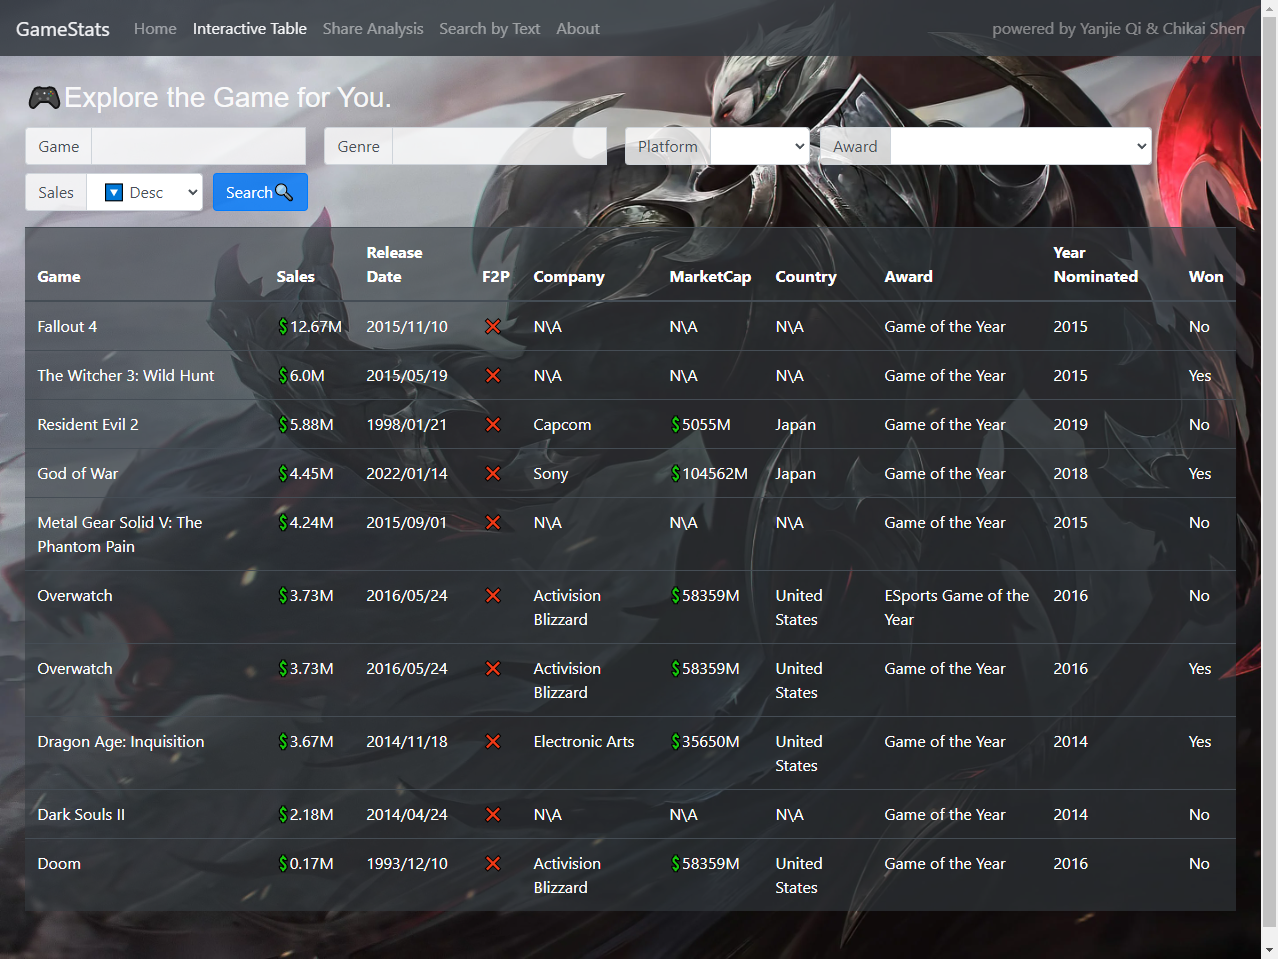 GameStats Home Interactive Table Share Analysis Search by Text About powered by Yanjie Qi & Chikai Shen
Explore the Game for You.
Game Genre Platform Award
Sales Desc Search
Game Sales Release Date F2P Company MarketCap Country Award Year Nominated Won
Fallout 4 $12.67M 2015/11/10 ❌ N\A N\A N\A Game of the Year 2015 No
The Witcher 3: Wild Hunt $6.0M 2015/05/19 ❌ N\A N\A N\A Game of the Year 2015 Yes
Resident Evil 2 $5.88M 1998/01/21 ❌ Capcom $5055M Japan Game of the Year 2019 No
God of War $4.45M 2022/01/14 ❌ Sony $104562M Japan Game of the Year 2018 Yes
Metal Gear Solid V: The Phantom Pain $4.24M 2015/09/01 ❌ N\A N\A N\A Game of the Year 2015 No
Overwatch $3.73M 2016/05/24 ❌ Activision Blizzard $58359M United States ESports Game of the Year 2016 No
Overwatch $3.73M 2016/05/24 ❌ Activision Blizzard $58359M United States Game of the Year 2016 Yes
Dragon Age: Inquisition $3.67M 2014/11/18 ❌ Electronic Arts $35650M United States Game of the Year 2014 Yes
Dark Souls II $2.18M 2014/04/24 ❌ N\A N\A N\A Game of the Year 2014 No
Doom $0.17M 1993/12/10 ❌ Activision Blizzard $58359M United States Game of the Year 2016 No